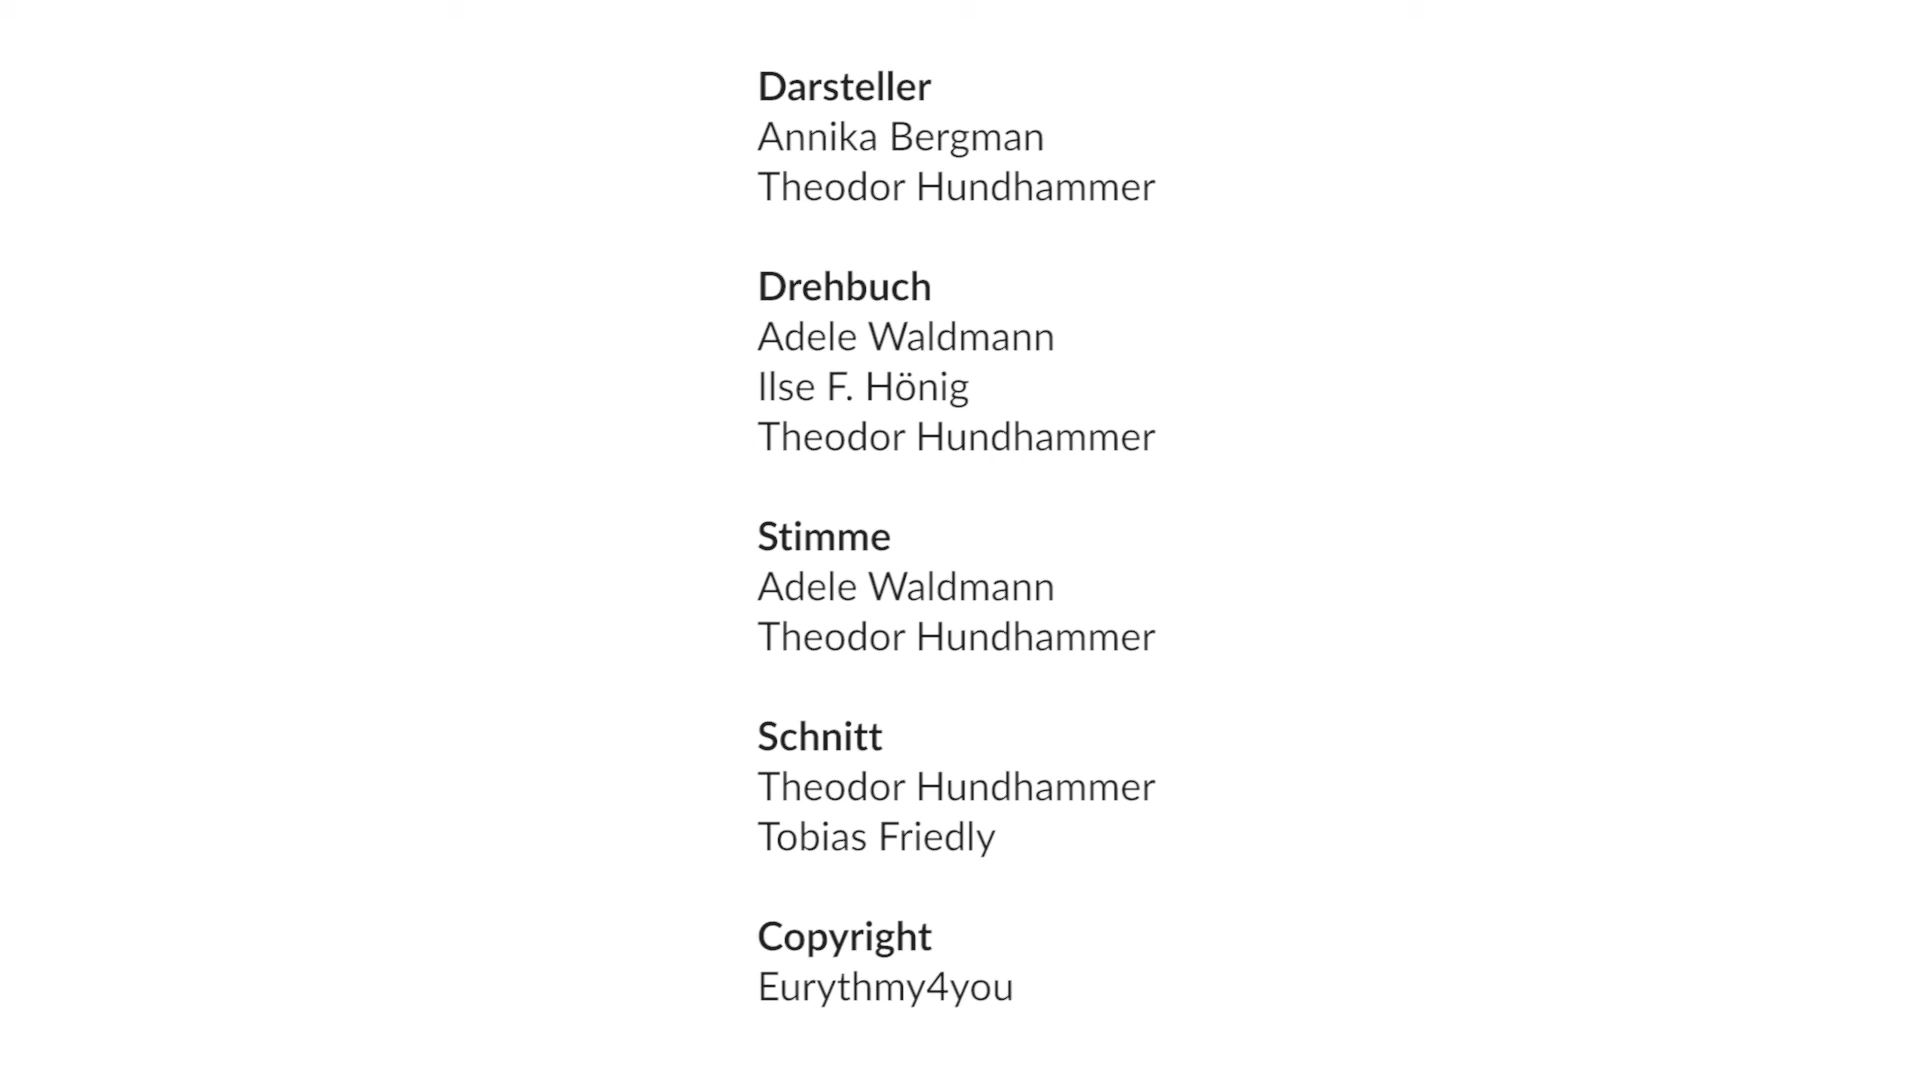 Darsteller
Annika Bergman
Theodor Hundhammer
Drehbuch
Adele Waldmann
Ilse F. Hönig
Theodor Hundhammer
Stimme
Adele Waldmann
Theodor Hundhammer
Schnitt
Theodor Hundhammer
Tobias Friedly
Copyright
Eurythmy4you